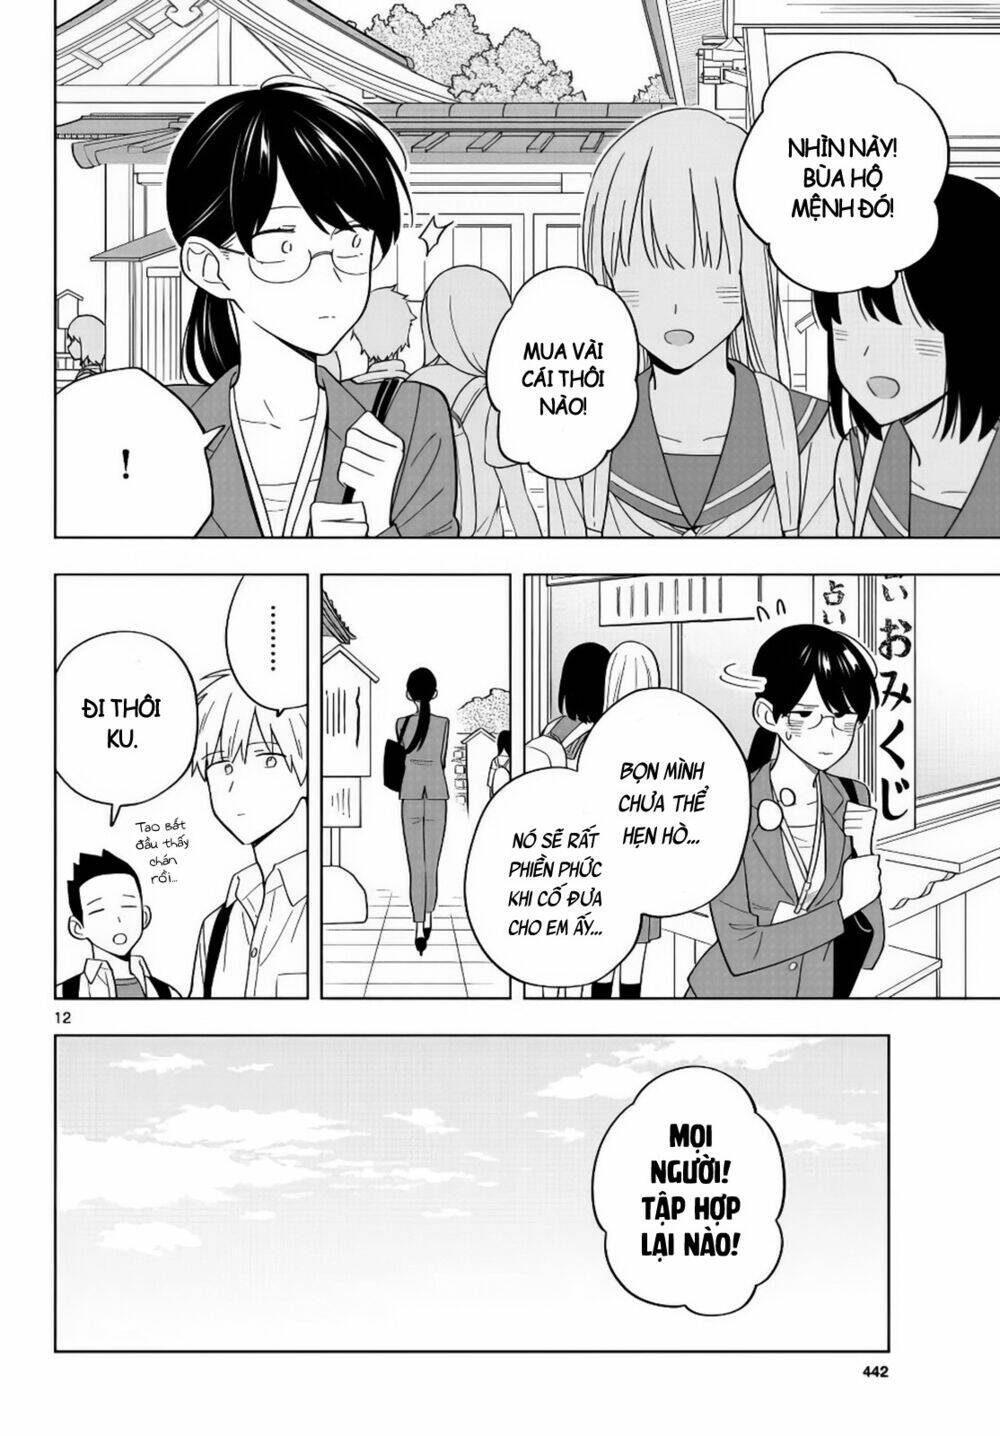 NHÌN NÀY!
BÙA HỘ
MỆNH ĐÓ!
MUA VÀI
CÁI THÔI
NÀO!
!
占い
占い
おみくじ
BỌN MÌNH
CHƯA THỂ
HẸN HÒ...
NÓ SẼ RẤT
PHIỀN PHỨC
KHI CỐ ĐƯA
CHO EM ẤY...
.........
ĐI THÔI
KU.
Tao bắt
đầu thấy
chán
rồi...
12
MỌI
NGƯỜI!
TẬP HỢP
LẠI NÀO!
442